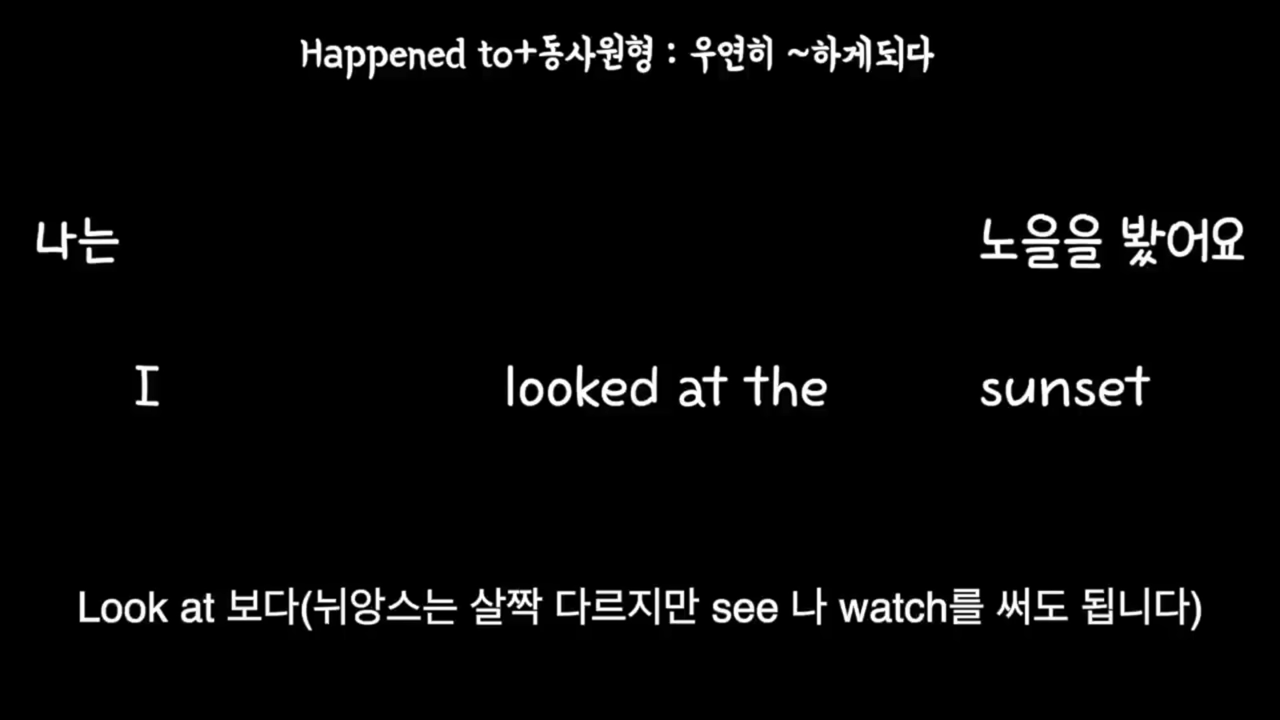 Happened to+동사원형 : 우연히 ~하게되다
나는 노을을 봤어요
I looked at the sunset
Look at 보다(뉘앙스는 살짝 다르지만 see 나 watch를 써도 됩니다)